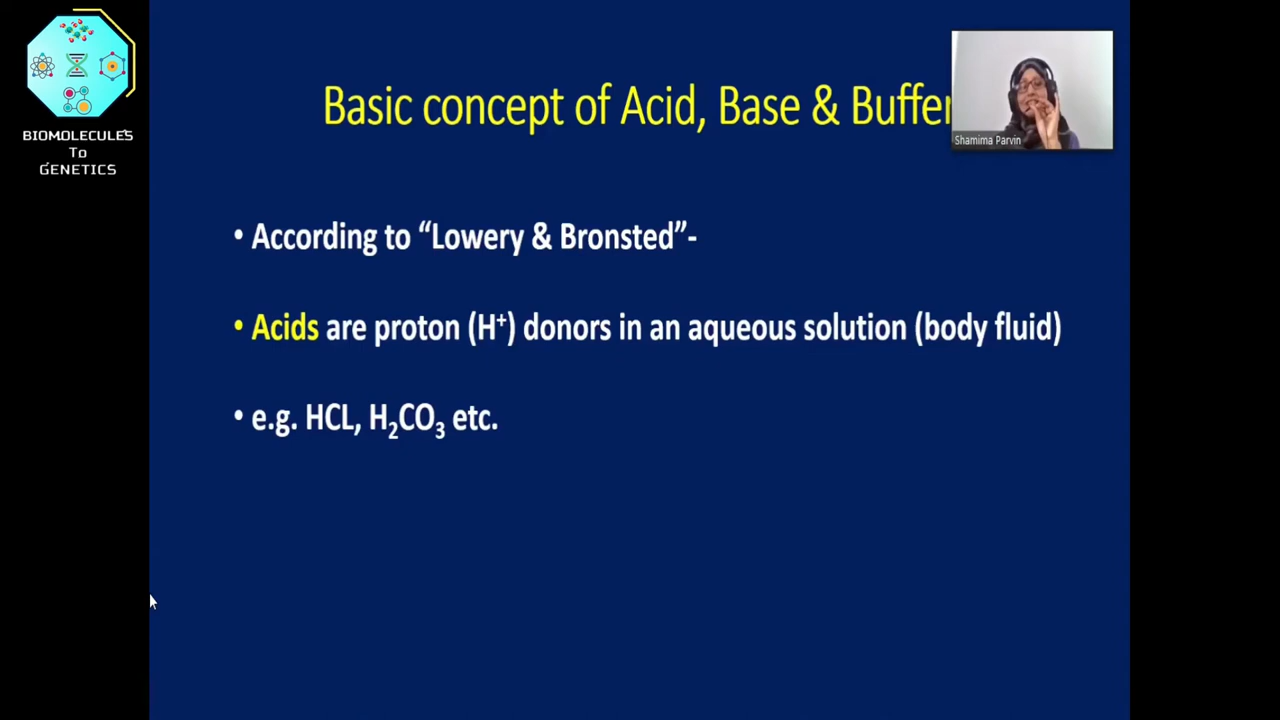 BIOMOLECULES
To
GENETICS
Basic concept of Acid, Base & Buffer
Shamima Parvin
• According to “Lowery & Bronsted”-
• Acids are proton (H⁺) donors in an aqueous solution (body fluid)
• e.g. HCL, H₂CO₃ etc.